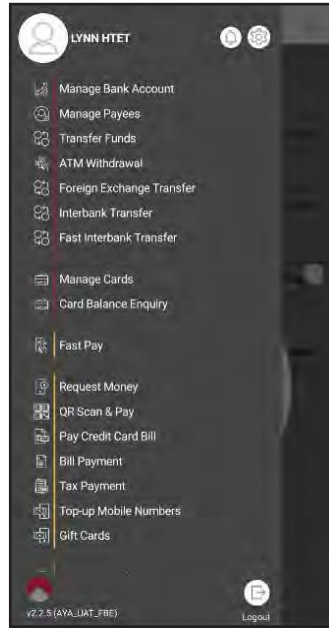 LYNN HTET
Manage Bank Account
Manage Payees
Transfer Funds
ATM Withdrawal
Foreign Exchange Transfer
Interbank Transfer
Fast Interbank Transfer
Manage Cards
Card Balance Enquiry
Fast Pay
Request Money
QR Scan & Pay
Pay Credit Card Bill
Bill Payment
Tax Payment
Top-up Mobile Numbers
Gift Cards
v2.2.5 (AYA_UAT_FBE)
Logout